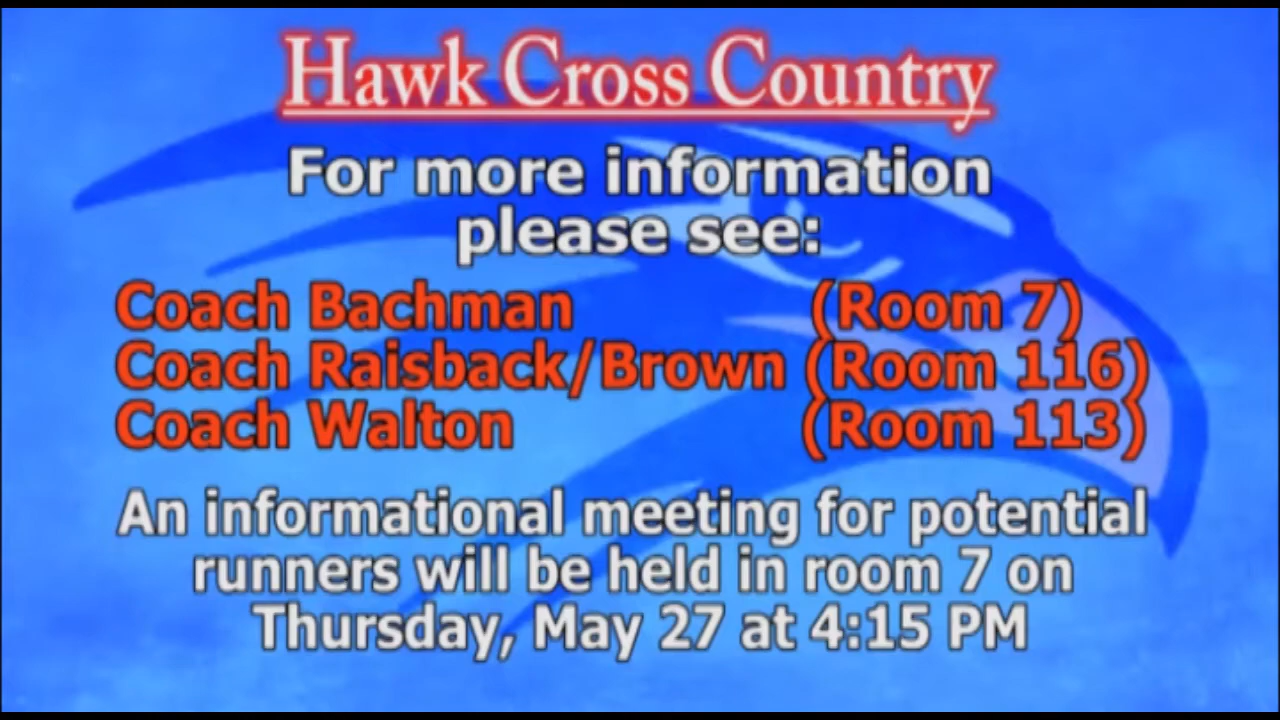 Hawk Cross Country
For more information
please see:
Coach Bachman (Room 7)
Coach Raisback/Brown (Room 116)
Coach Walton (Room 113)
An informational meeting for potential
runners will be held in room 7 on
Thursday, May 27 at 4:15 PM